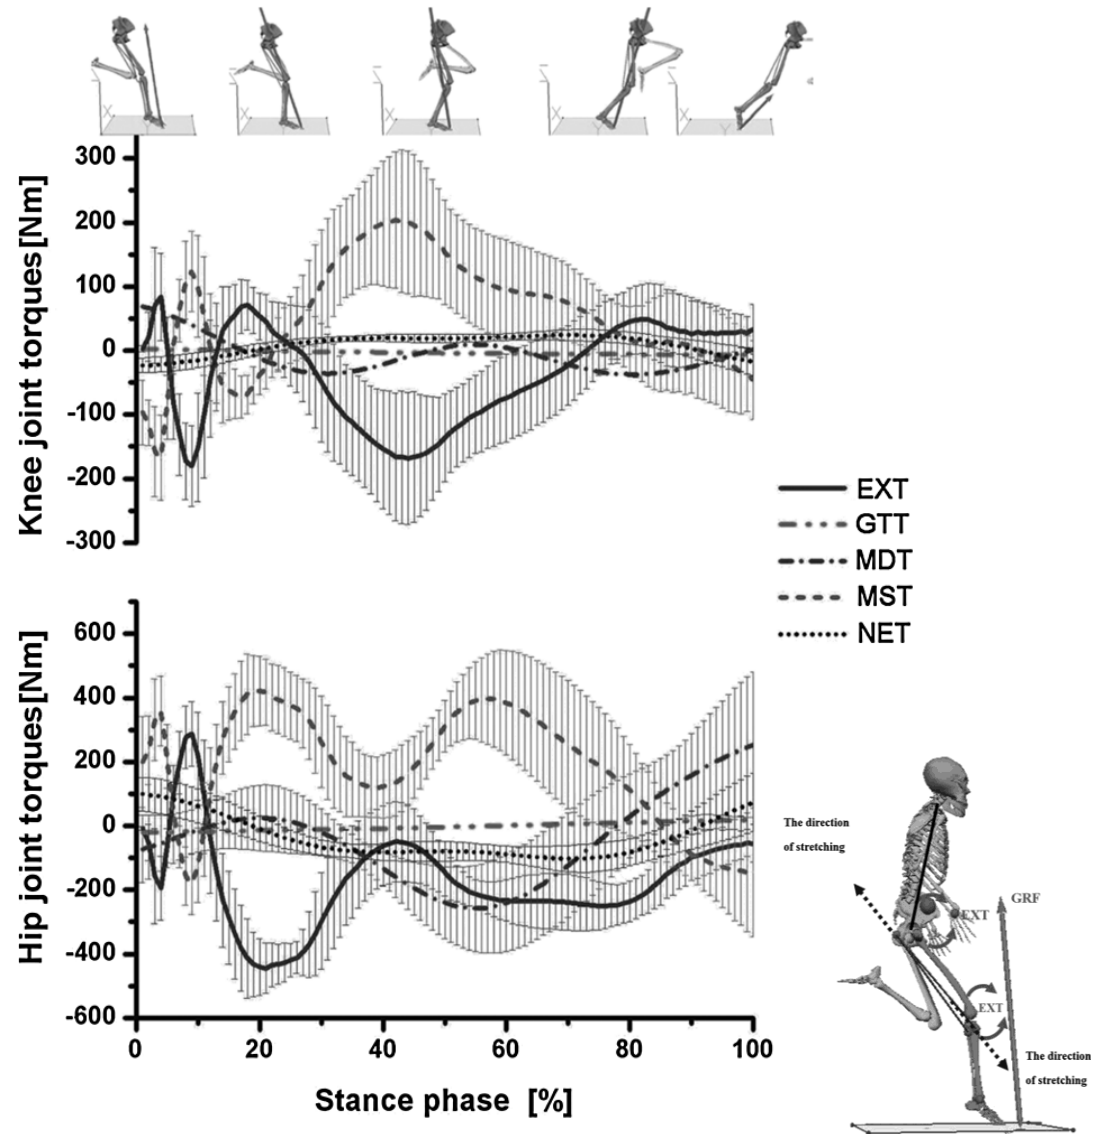 X
X
X
X
Y
300
200
100
0
-100
-200
-300
Knee joint torques[Nm]
EXT
GTT
MDT
MST
NET
600
400
200
0
-200
-400
-600
Hip joint torques[Nm]
0
20
40
60
80
100
Stance phase [%]
The direction
of stretching
GRF
EXT
EXT
The direction
of stretching